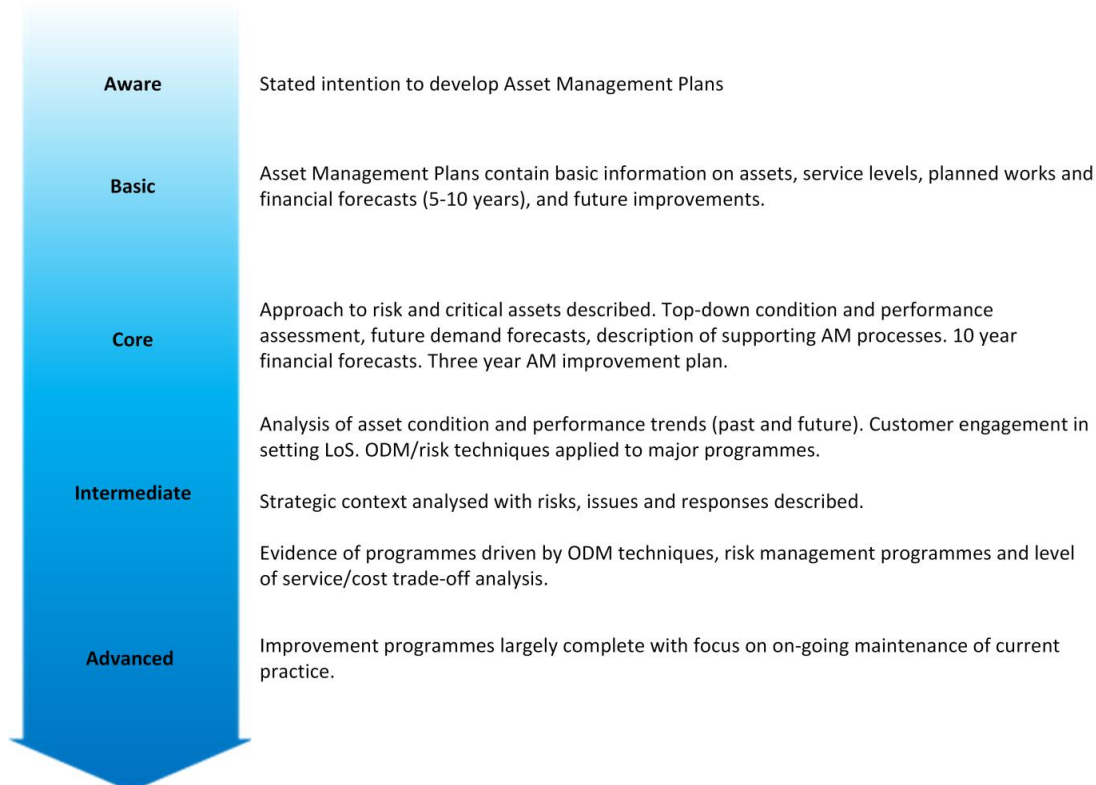 Aware
Stated intention to develop Asset Management Plans
Basic
Asset Management Plans contain basic information on assets, service levels, planned works and
financial forecasts (5-10 years), and future improvements.
Core
Approach to risk and critical assets described. Top-down condition and performance
assessment, future demand forecasts, description of supporting AM processes. 10 year
financial forecasts. Three year AM improvement plan.
Intermediate
Analysis of asset condition and performance trends (past and future). Customer engagement in
setting LoS. ODM/risk techniques applied to major programmes.
Strategic context analysed with risks, issues and responses described.
Evidence of programmes driven by ODM techniques, risk management programmes and level
of service/cost trade-off analysis.
Advanced
Improvement programmes largely complete with focus on on-going maintenance of current
practice.